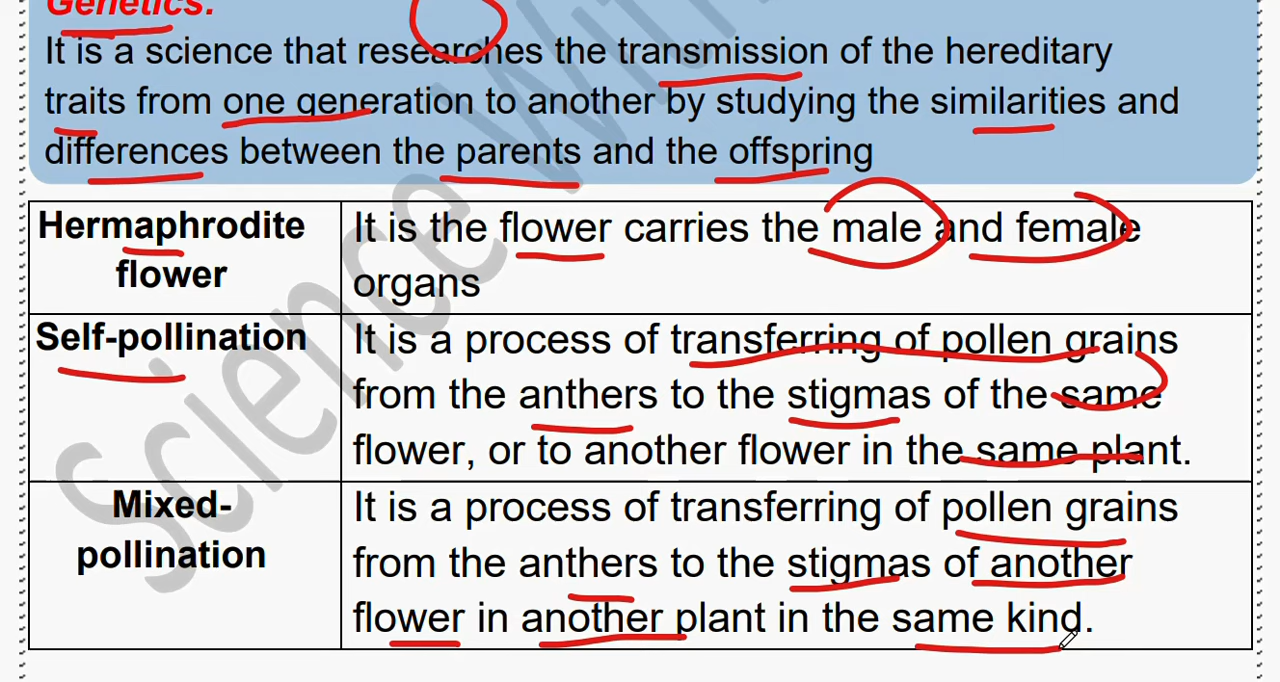 Genetics:
It is a science that researches the transmission of the hereditary
traits from one generation to another by studying the similarities and
differences between the parents and the offspring
Hermaphrodite
flower
It is the flower carries the male and female
organs
Self-pollination
It is a process of transferring of pollen grains
from the anthers to the stigmas of the same
flower, or to another flower in the same plant.
Mixed-
pollination
It is a process of transferring of pollen grains
from the anthers to the stigmas of another
flower in another plant in the same kind.
Science With